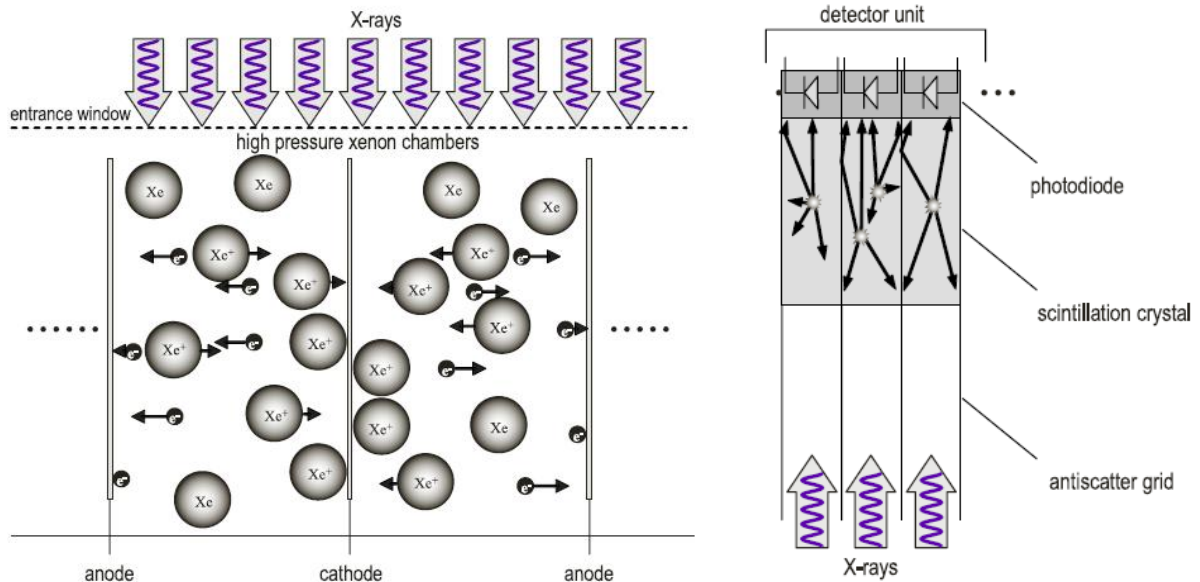 X-rays
entrance window
high pressure xenon chambers
Xe Xe Xe Xe
e⁻ Xe⁺ Xe⁺ e⁻
e⁻ Xe⁺ Xe⁺ e⁻
Xe⁺ e⁻
e⁻ Xe⁺ e⁻ Xe⁺
Xe⁺ e⁻
e⁻ Xe⁺ Xe⁺ Xe e⁻
e⁻ Xe⁺ Xe⁺ e⁻
Xe
anode cathode anode
detector unit
photodiode
scintillation crystal
antiscatter grid
X-rays